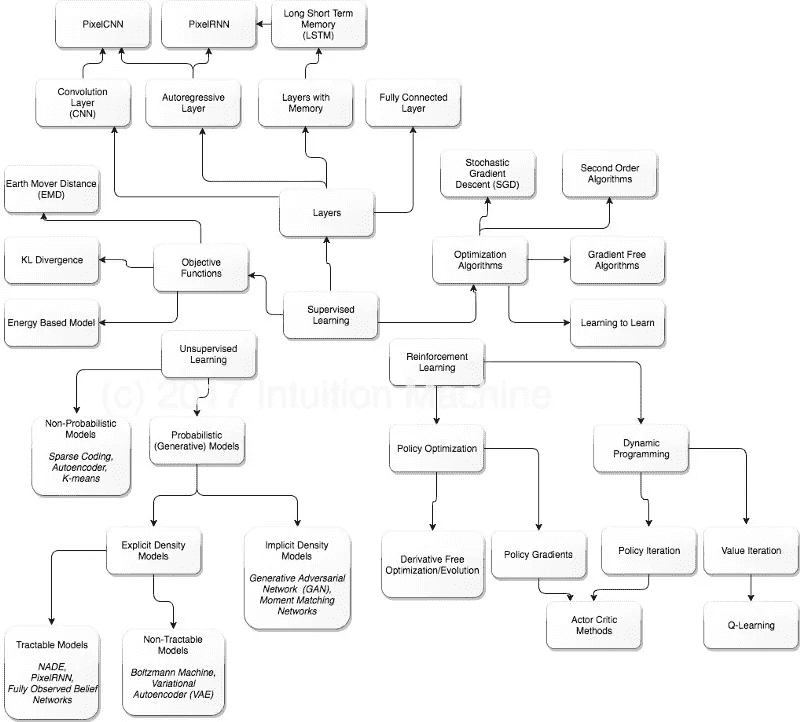 PixelCNN
PixelRNN
Long Short Term
Memory
(LSTM)
Convolution
Layer
(CNN)
Autoregressive
Layer
Layers with
Memory
Fully Connected
Layer
Earth Mover Distance
(EMD)
Stochastic
Gradient
Descent (SGD)
Second Order
Algorithms
Layers
KL Divergence
Objective
Functions
Optimization
Algorithms
Gradient Free
Algorithms
Energy Based Model
Supervised
Learning
Learning to Learn
Unsupervised
Learning
Reinforcement
Learning
(c) 2017 Intuition Machine
Non-Probabilistic
Models
Sparse Coding,
Autoencoder,
K-means
Probabilistic
(Generative) Models
Policy Optimization
Dynamic
Programming
Explicit Density
Models
Implicit Density
Models
Generative Adversarial
Network (GAN),
Moment Matching
Networks
Derivative Free
Optimization/Evolution
Policy Gradients
Policy Iteration
Value Iteration
Actor Critic
Methods
Q-Learning
Tractable Models
NADE,
PixelRNN,
Fully Observed Belief
Networks
Non-Tractable
Models
Boltzmann Machine,
Variational
Autoencoder (VAE)